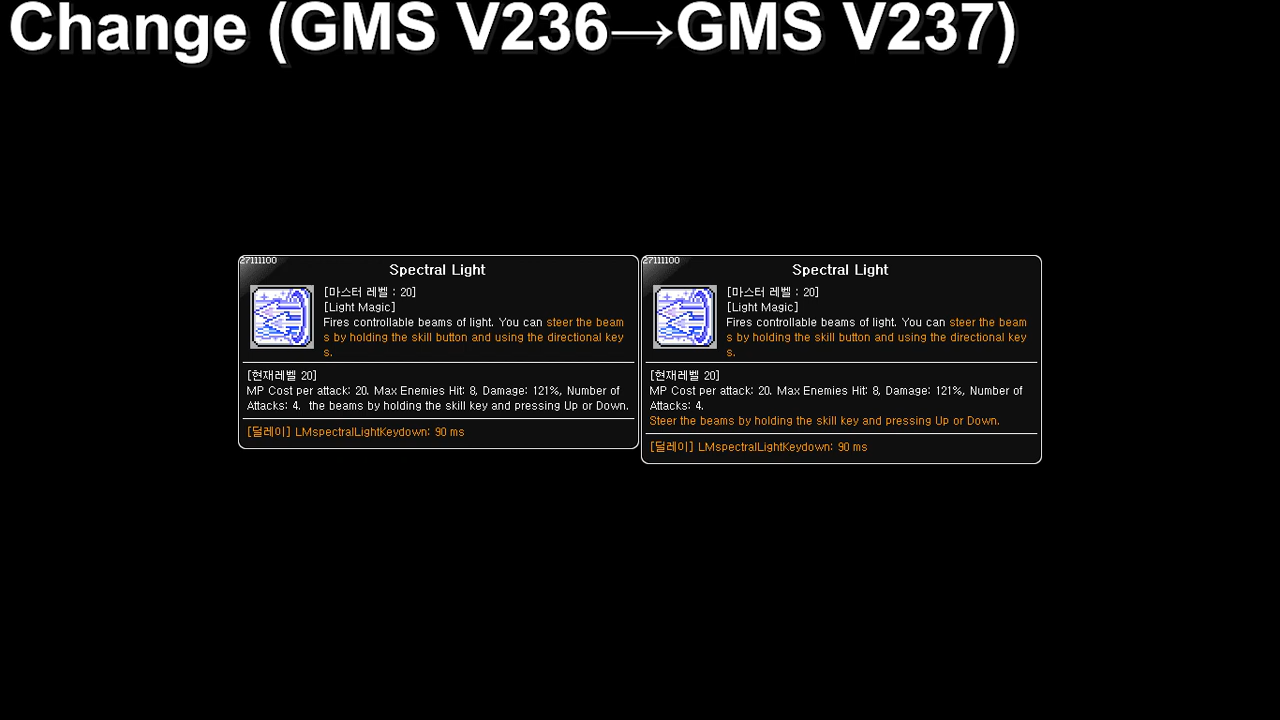 Change (GMS V236→GMS V237)
27111100
Spectral Light
[마스터 레벨 : 20]
[Light Magic]
Fires controllable beams of light. You can steer the beam
s by holding the skill button and using the directional key
s.
[현재레벨 20]
MP Cost per attack: 20. Max Enemies Hit: 8, Damage: 121%, Number of
Attacks: 4.  the beams by holding the skill key and pressing Up or Down.
[딜레이] LMspectralLightKeydown: 90 ms
27111100
Spectral Light
[마스터 레벨 : 20]
[Light Magic]
Fires controllable beams of light. You can steer the beam
s by holding the skill button and using the directional key
s.
[현재레벨 20]
MP Cost per attack: 20. Max Enemies Hit: 8, Damage: 121%, Number of
Attacks: 4.
Steer the beams by holding the skill key and pressing Up or Down.
[딜레이] LMspectralLightKeydown: 90 ms